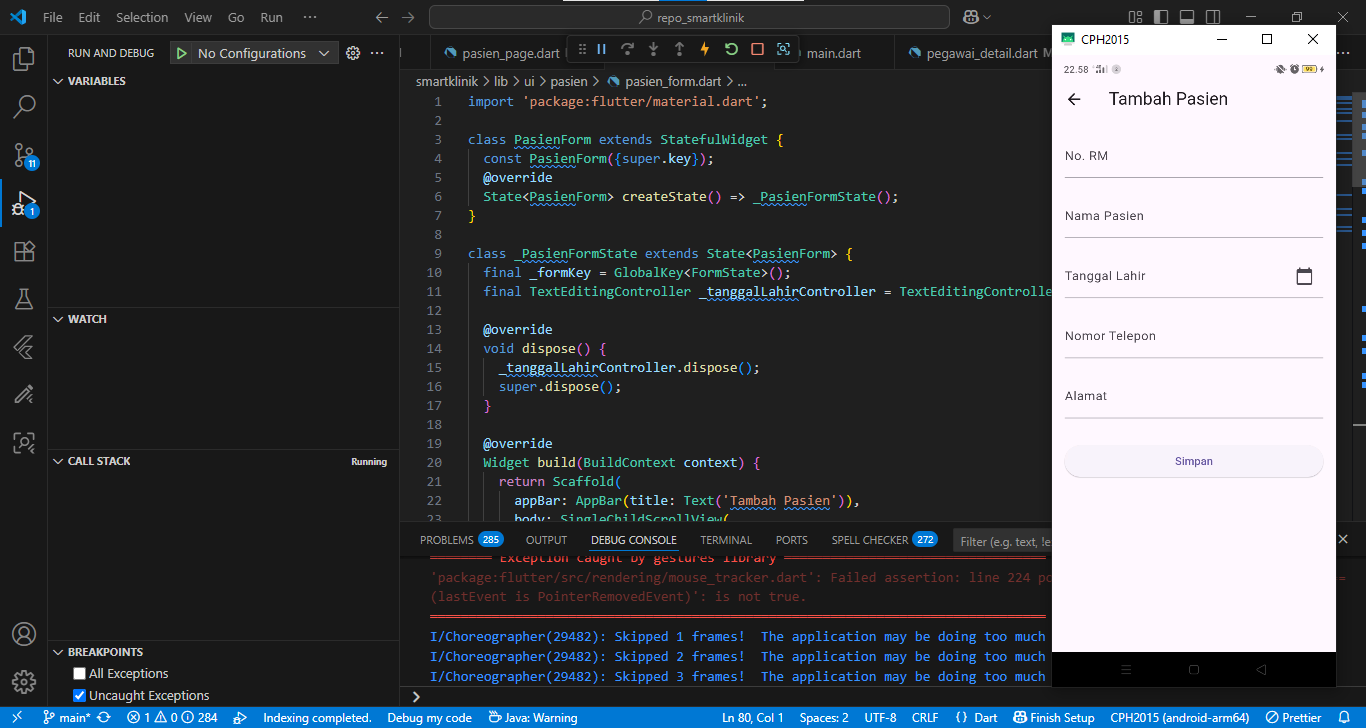 File Edit Selection View Go Run ... repo_smartklinik
RUN AND DEBUG No Configurations ...
VARIABLES
WATCH
CALL STACK Running
BREAKPOINTS
All Exceptions
Uncaught Exceptions
pasien_page.dart main.dart pegawai_detail.dart M
smartklinik > lib > ui > pasien > pasien_form.dart > ...
1 import 'package:flutter/material.dart';
2
3 class PasienForm extends StatefulWidget {
4 const PasienForm({super.key});
5 @override
6 State<PasienForm> createState() => _PasienFormState();
7 }
8
9 class _PasienFormState extends State<PasienForm> {
10 final _formKey = GlobalKey<FormState>();
11 final TextEditingController _tanggalLahirController = TextEditingControlle
12
13 @override
14 void dispose() {
15 _tanggalLahirController.dispose();
16 super.dispose();
17 }
18
19 @override
20 Widget build(BuildContext context) {
21 return Scaffold(
22 appBar: AppBar(title: Text('Tambah Pasien')),
23 body: SingleChildScrollView(
PROBLEMS 285 OUTPUT DEBUG CONSOLE TERMINAL PORTS SPELL CHECKER 272 Filter (e.g. text, !e
Exception caught by gestures library
'package:flutter/src/rendering/mouse_tracker.dart': Failed assertion: line 224 po
(lastEvent is PointerRemovedEvent)': is not true.
I/Choreographer(29482): Skipped 1 frames! The application may be doing too much
I/Choreographer(29482): Skipped 2 frames! The application may be doing too much
I/Choreographer(29482): Skipped 3 frames! The application may be doing too much
CPH2015
22.58 99
Tambah Pasien
No. RM
Nama Pasien
Tanggal Lahir
Nomor Telepon
Alamat
Simpan
11
1
main* 1 0 284 Indexing completed. Debug my code Java: Warning Ln 80, Col 1 Spaces: 2 UTF-8 CRLF {} Dart Finish Setup CPH2015 (android-arm64) Prettier